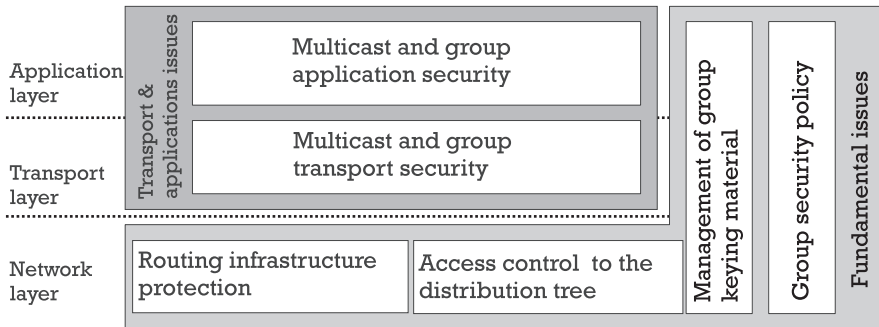 Application
layer
Transport
layer
Network
layer
Transport &
applications issues
Multicast and group
application security
Multicast and group
transport security
Routing infrastructure
protection
Access control to the
distribution tree
Management of group
keying material
Group security policy
Fundamental issues